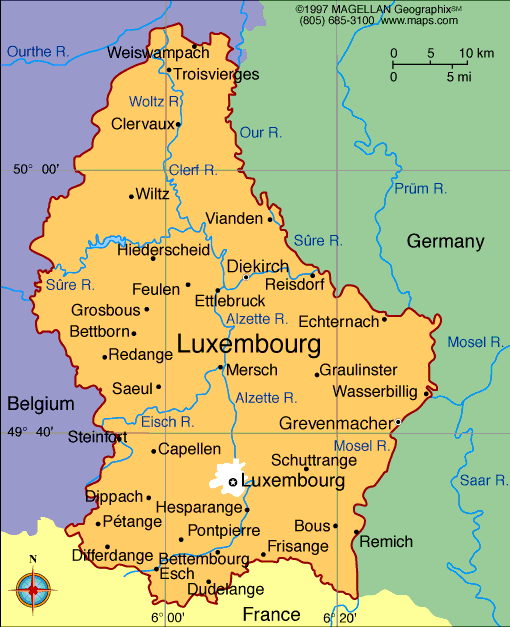 ©1997 MAGELLAN Geographix℠
(805) 685-3100 www.maps.com
Ourthe R.
Weiswampach
Troisvierges
0 5 10 km
0 5 mi
Woltz R
Clervaux
Our R.
50° 00'
Clerf R.
Prüm R.
Wiltz
Vianden
Sûre R.
Germany
Hiederscheid
Diekirch
Sûre R.
Feulen
Reisdorf
Ettlebruck
Grosbous
Alzette R.
Echternach
Bettborn
Luxembourg
Mosel R.
Redange
Mersch
Graulinster
Saeul
Wasserbillig
Alzette R.
Belgium
Eisch R.
Grevenmacher
49° 40'
Steinfort
Mosel R.
Capellen
Schuttrange
Luxembourg
Saar R.
Dippach
Hesparange
Pétange
Bous
Pontpierre
Remich
Differdange
Frisange
Bettembourg
N
Esch
Dudelange
France
6° 00'
6° 20'